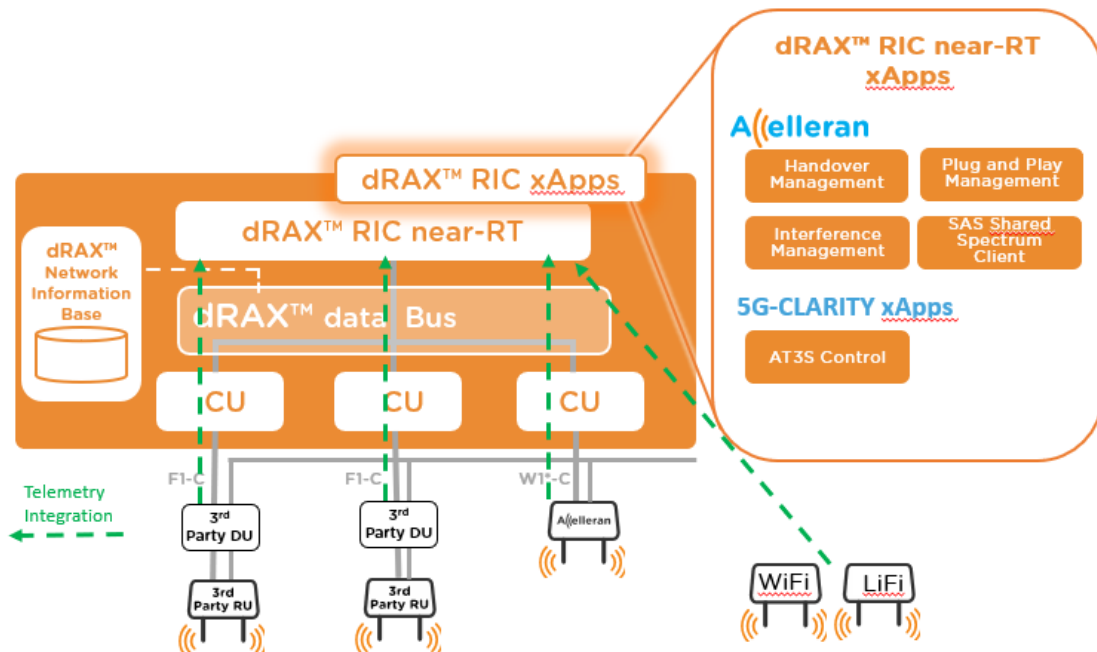 dRAX™ RIC near-RT
xApps
Accelleran
Handover
Management
Plug and Play
Management
Interference
Management
SAS Shared
Spectrum
Client
5G-CLARITY xApps
AT3S Control
dRAX™ RIC xApps
dRAX™ RIC near-RT
dRAX™
Network
Information
Base
dRAX™ data Bus
CU
CU
CU
F1-C
F1-C
W1*-C
Telemetry
Integration
3rd
Party DU
3rd
Party DU
Accelleran
3rd
Party RU
3rd
Party RU
WiFi
LiFi